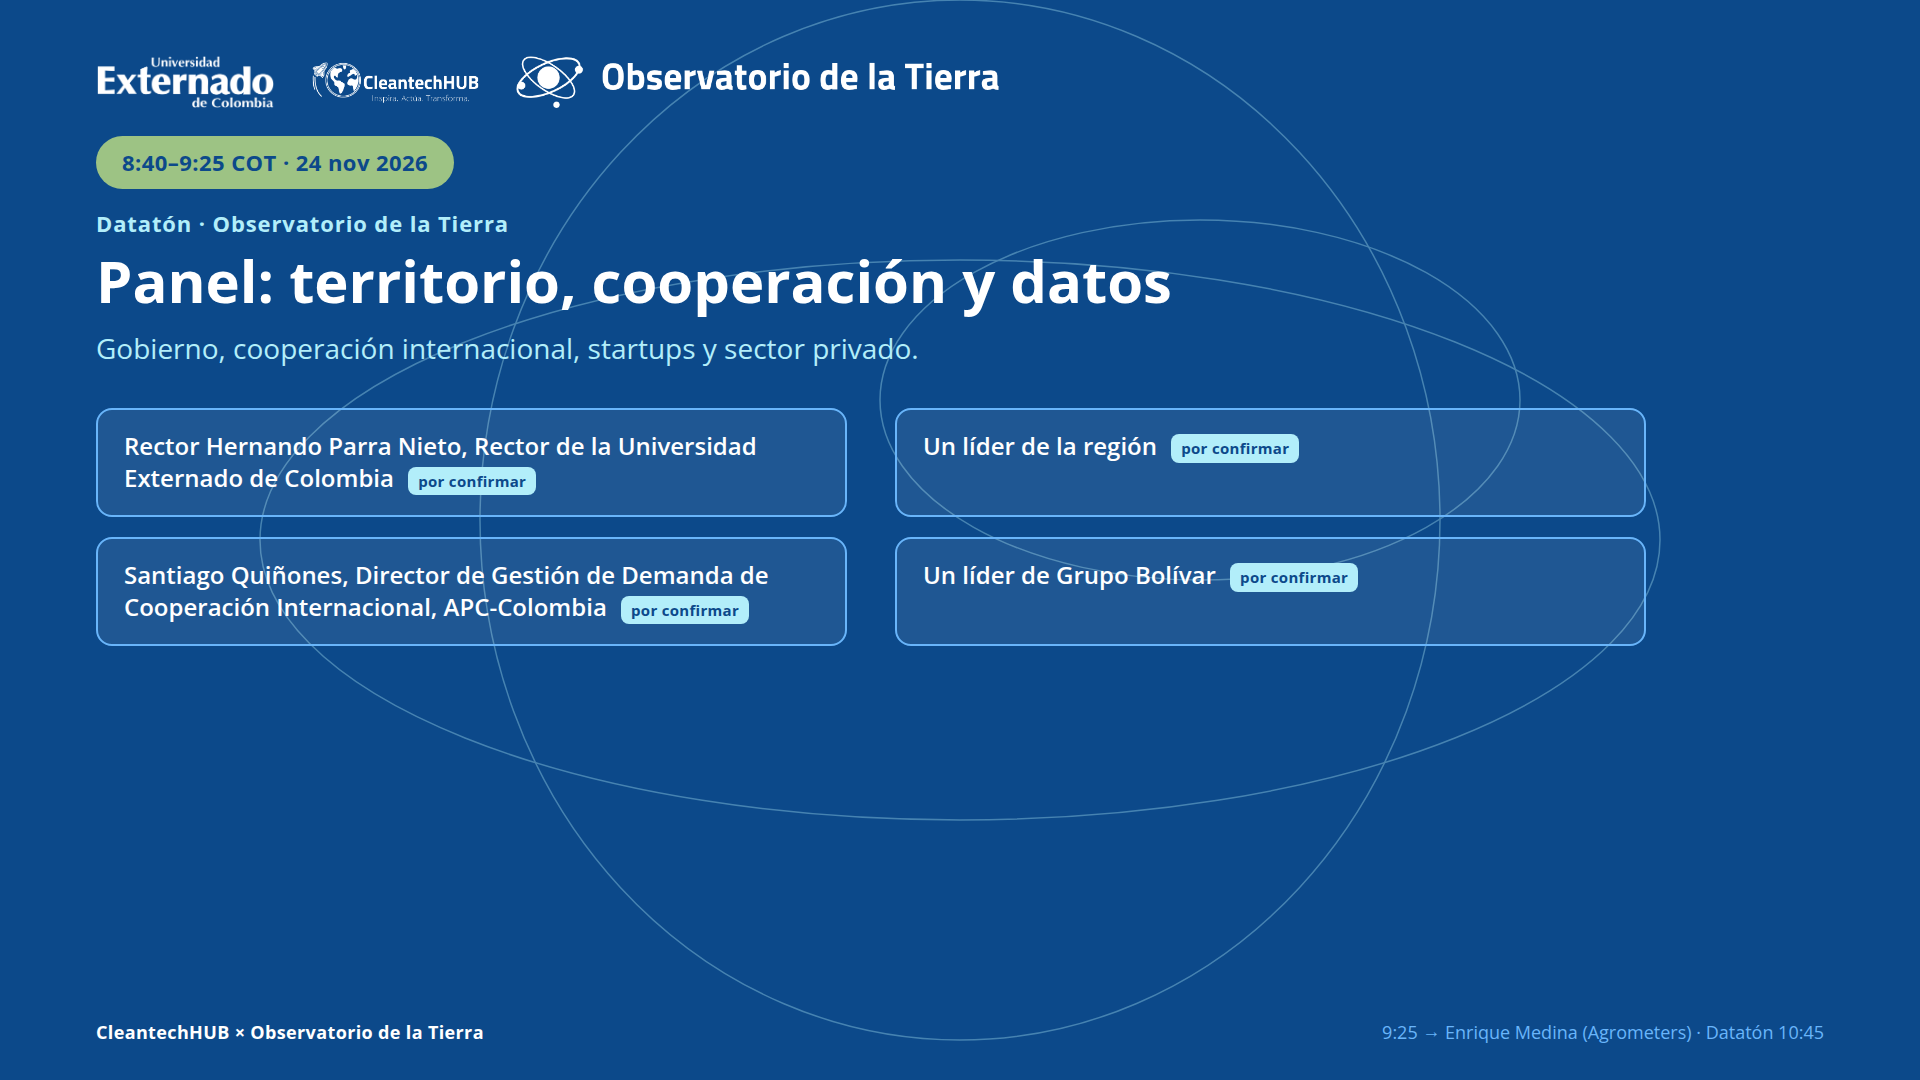 Universidad
Externado
de Colombia
CleantechHUB
Inspira. Actúa. Transforma.
Observatorio de la Tierra
8:40–9:25 COT · 24 nov 2026
Datatón · Observatorio de la Tierra
Panel: territorio, cooperación y datos
Gobierno, cooperación internacional, startups y sector privado.
Rector Hernando Parra Nieto, Rector de la Universidad
Externado de Colombia por confirmar
Un líder de la región por confirmar
Santiago Quiñones, Director de Gestión de Demanda de
Cooperación Internacional, APC-Colombia por confirmar
Un líder de Grupo Bolívar por confirmar
CleantechHUB × Observatorio de la Tierra
9:25 → Enrique Medina (Agrometers) · Datatón 10:45